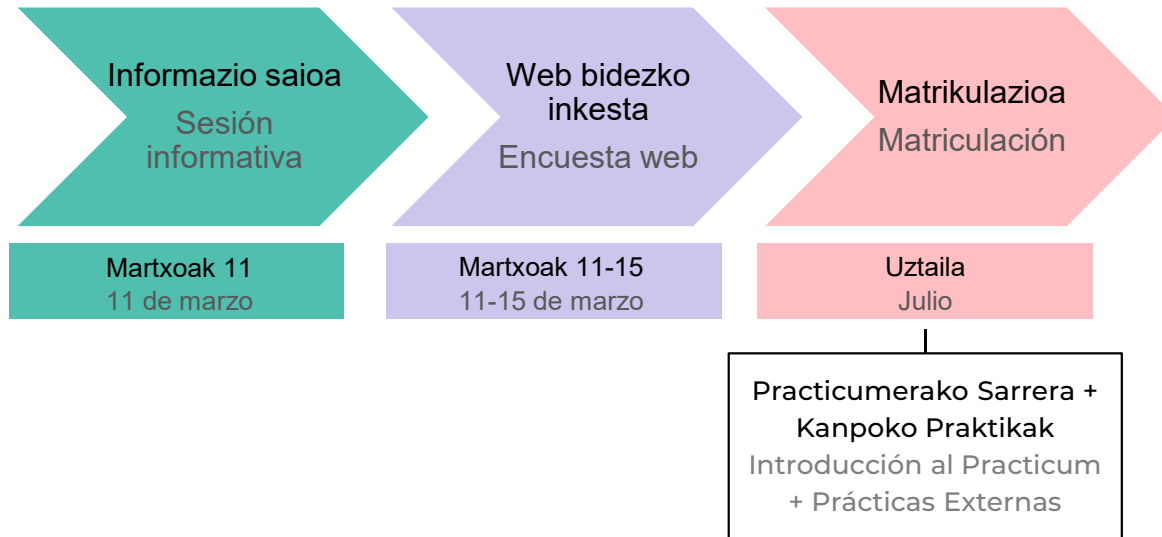 Informazio saioa
Sesión
informativa
Web bidezko
inkesta
Encuesta web
Matrikulazioa
Matriculación
Martxoak 11
11 de marzo
Martxoak 11-15
11-15 de marzo
Uztaila
Julio
Practicumerako Sarrera +
Kanpoko Praktikak
Introducción al Practicum
+ Prácticas Externas